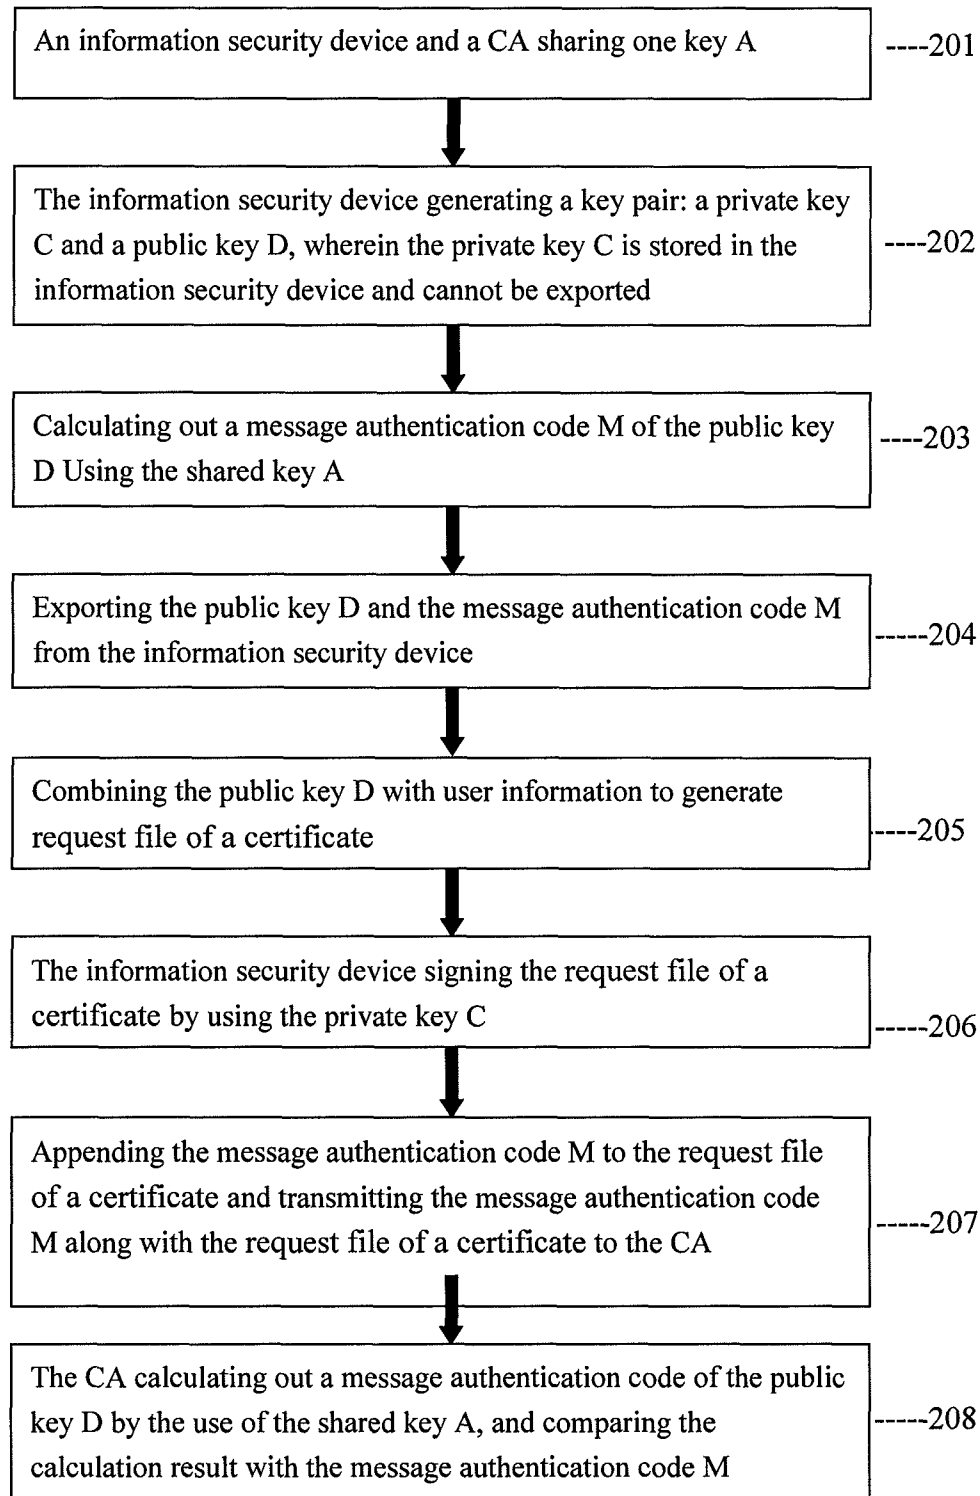 An information security device and a CA sharing one key A
----201
The information security device generating a key pair: a private key
C and a public key D, wherein the private key C is stored in the
information security device and cannot be exported
----202
Calculating out a message authentication code M of the public key
D Using the shared key A
----203
Exporting the public key D and the message authentication code M
from the information security device
-----204
Combining the public key D with user information to generate
request file of a certificate
-----205
The information security device signing the request file of a
certificate by using the private key C
-----206
Appending the message authentication code M to the request file
of a certificate and transmitting the message authentication code
M along with the request file of a certificate to the CA
-----207
The CA calculating out a message authentication code of the public
key D by the use of the shared key A, and comparing the
calculation result with the message authentication code M
-----208